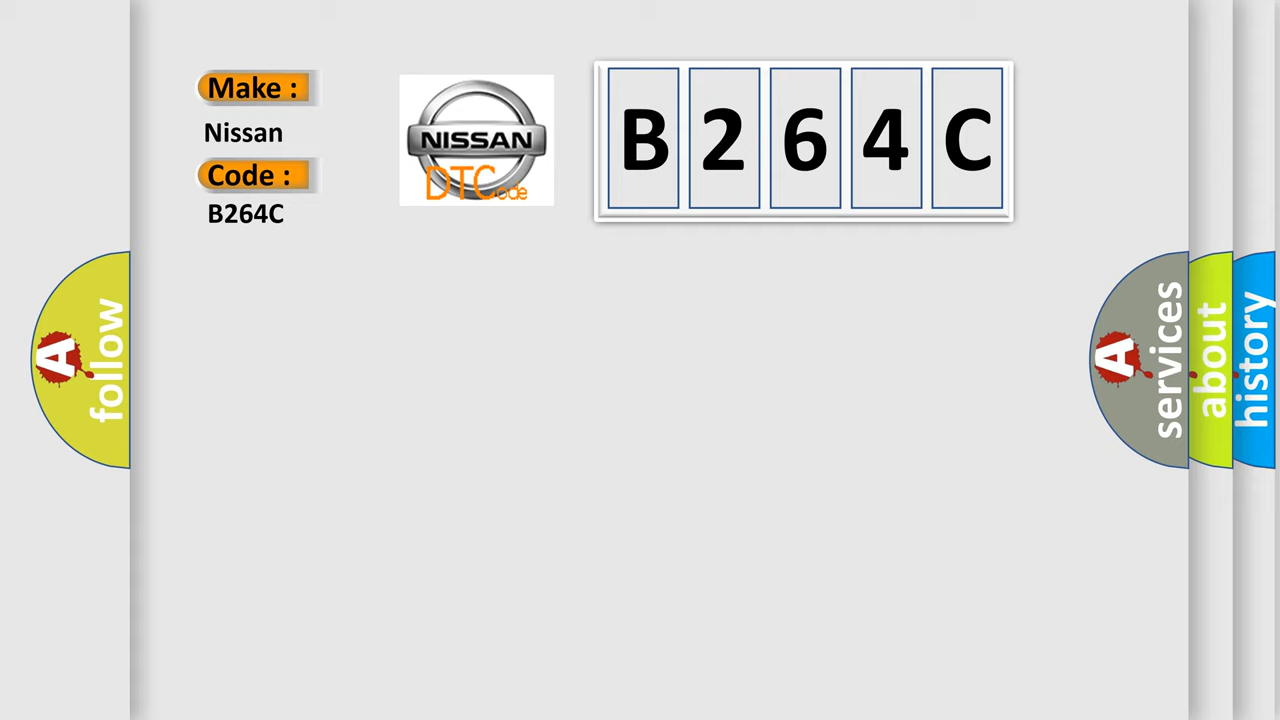 Make :
Nissan
Code :
B264C
NISSAN
DTCode
B 2 6 4 C
A follow
A services
about
history